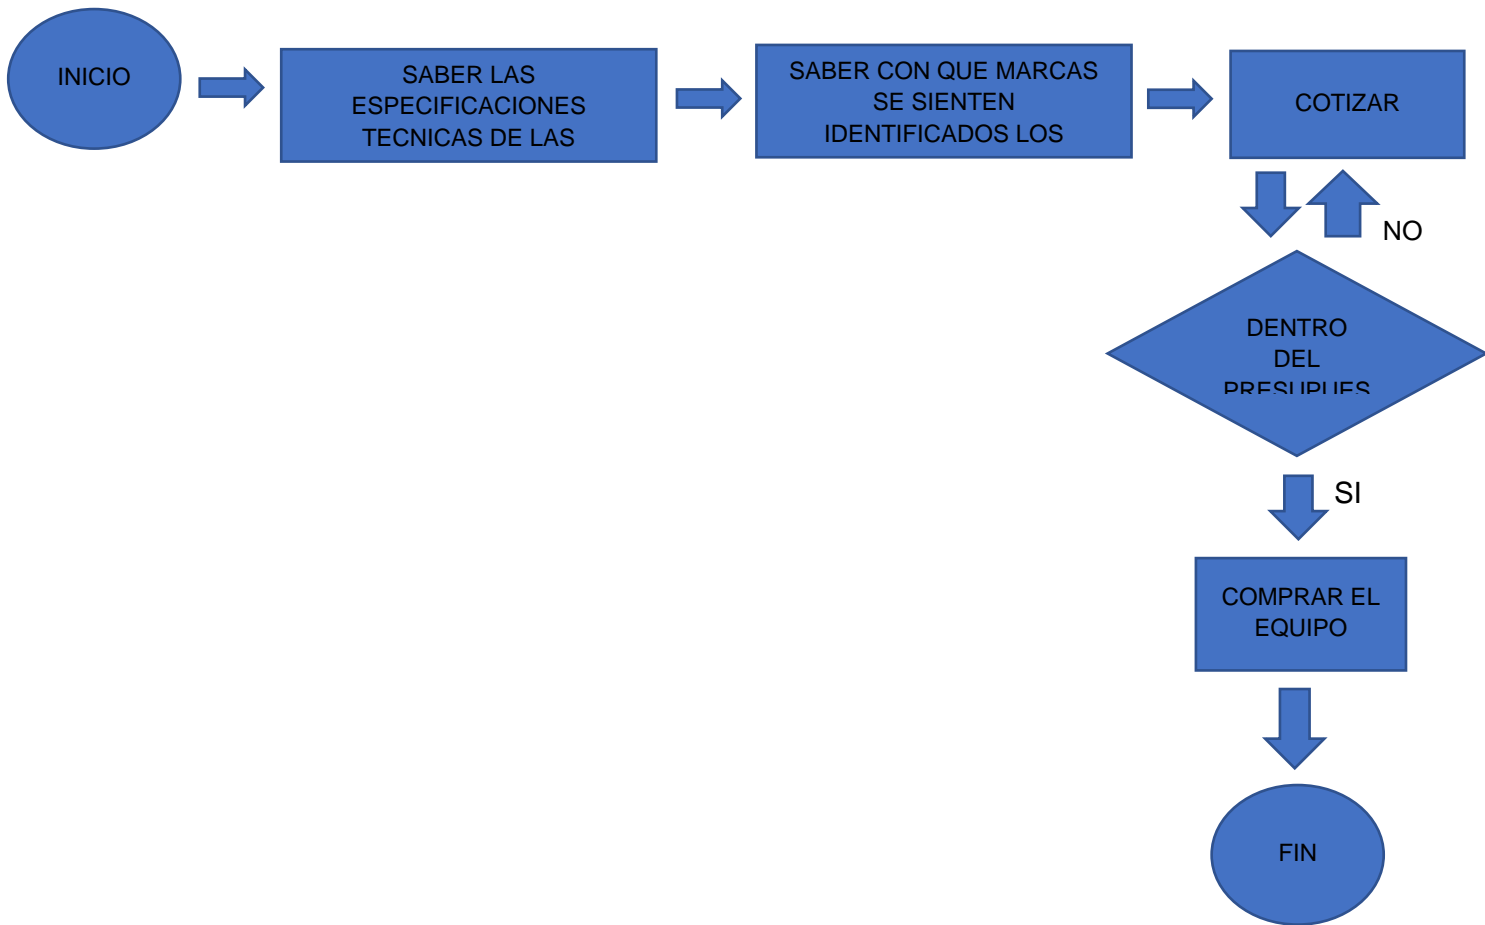 INICIO
SABER LAS
ESPECIFICACIONES
TECNICAS DE LAS
SABER CON QUE MARCAS
SE SIENTEN
IDENTIFICADOS LOS
COTIZAR
NO
DENTRO
DEL
PRESUPUES
SI
COMPRAR EL
EQUIPO
FIN